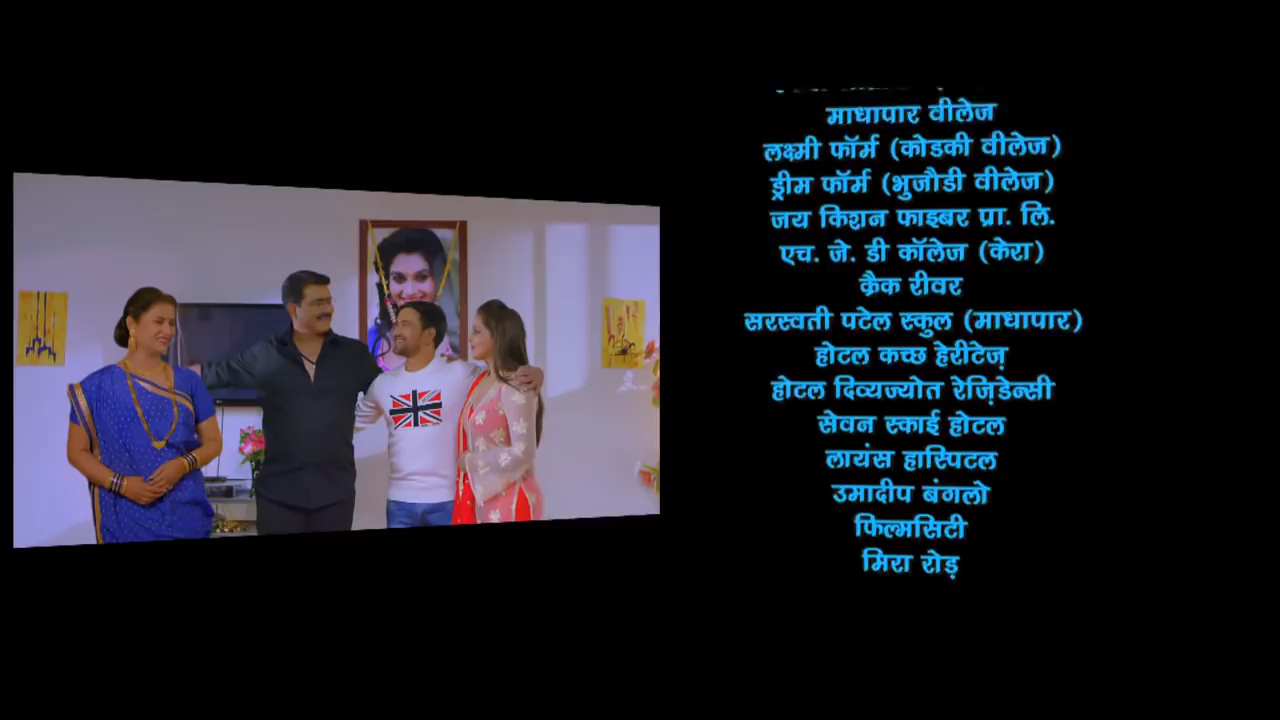 माधापार वीलेज
लक्ष्मी फॉर्म (कोडकी वीलेज)
ड्रीम फॉर्म (भुजौडी वीलेज)
जय किशन फाइबर प्रा. लि.
एच. जे. डी कॉलेज (केरा)
क्रैक रीवर
सरस्वती पटेल स्कुल (माधापार)
होटल कच्छ हेरीटेज़
होटल दिव्यज्योत रेज़िडेन्सी
सेवन स्काई होटल
लायंस हास्पिटल
उमादीप बंगलो
फिल्मसिटी
मिरा रोड़